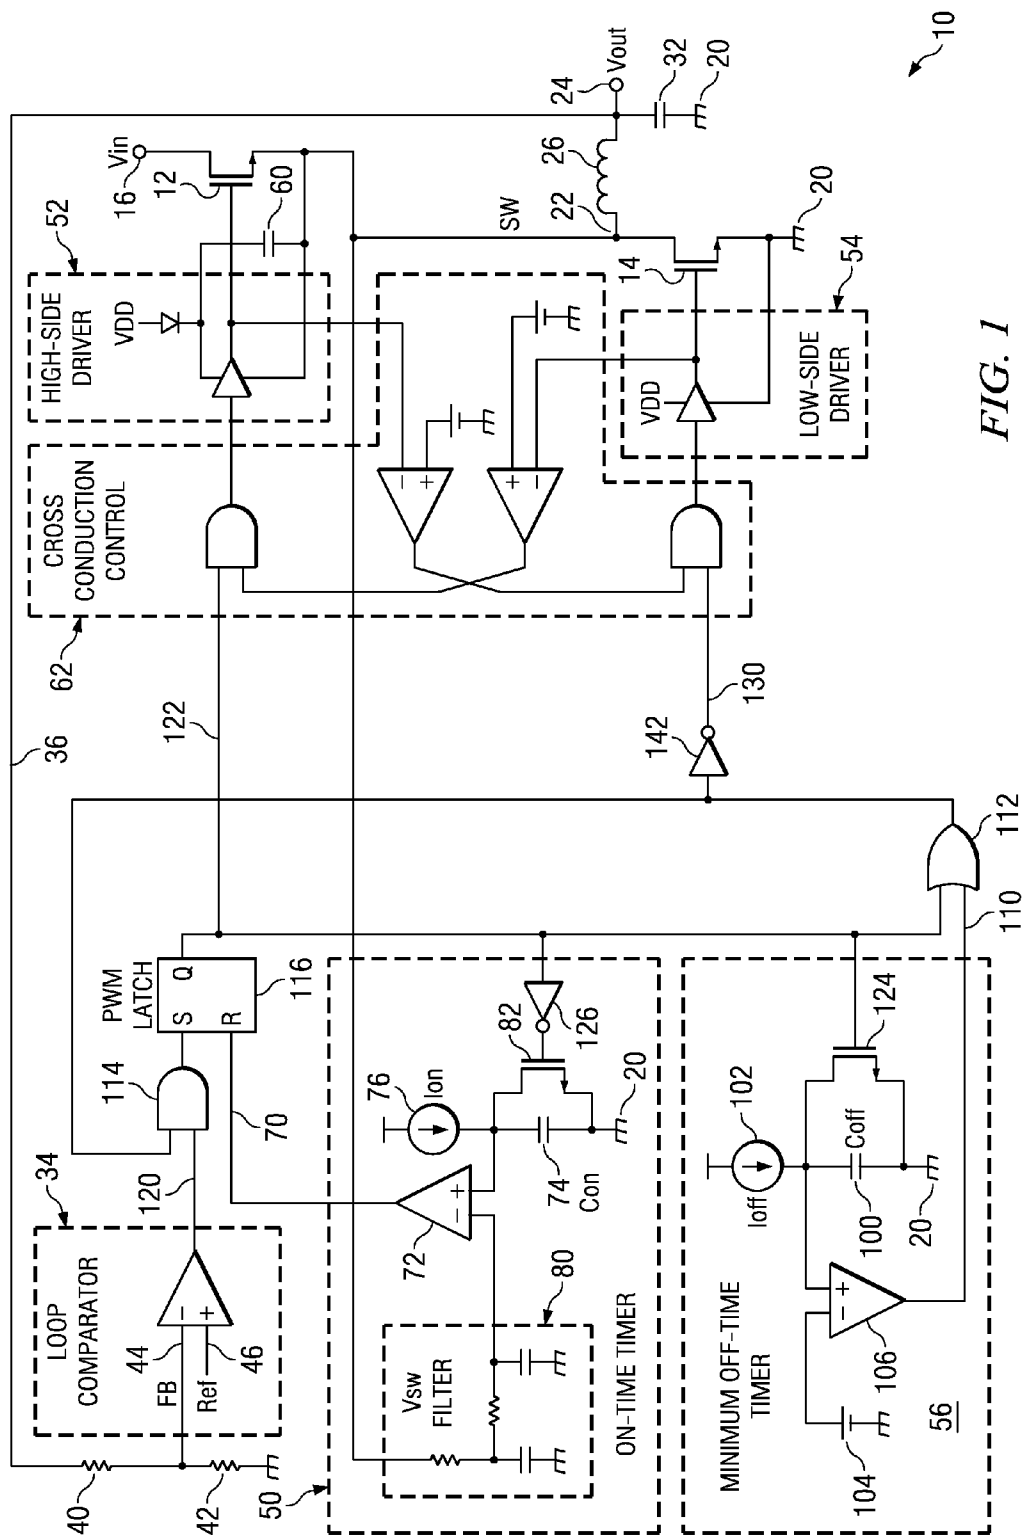 36
40
42
LOOP
COMPARATOR
34
44
FB
Ref
46
−
+
120
114
PWM
LATCH
S
Q
R
116
70
122
62
CROSS
CONDUCTION
CONTROL
−
+
+
−
HIGH-SIDE
DRIVER
52
VDD
16
Vin
12
60
SW
22
26
24
Vout
32
20
14
20
VDD
LOW-SIDE
DRIVER
54
50
Vsw
FILTER
80
ON-TIME TIMER
72
−
+
76
Ion
74
Con
82
126
20
MINIMUM OFF-TIME
TIMER
104
56
106
−
+
Ioff
102
100
Coff
20
124
110
112
142
130
10
FIG. 1